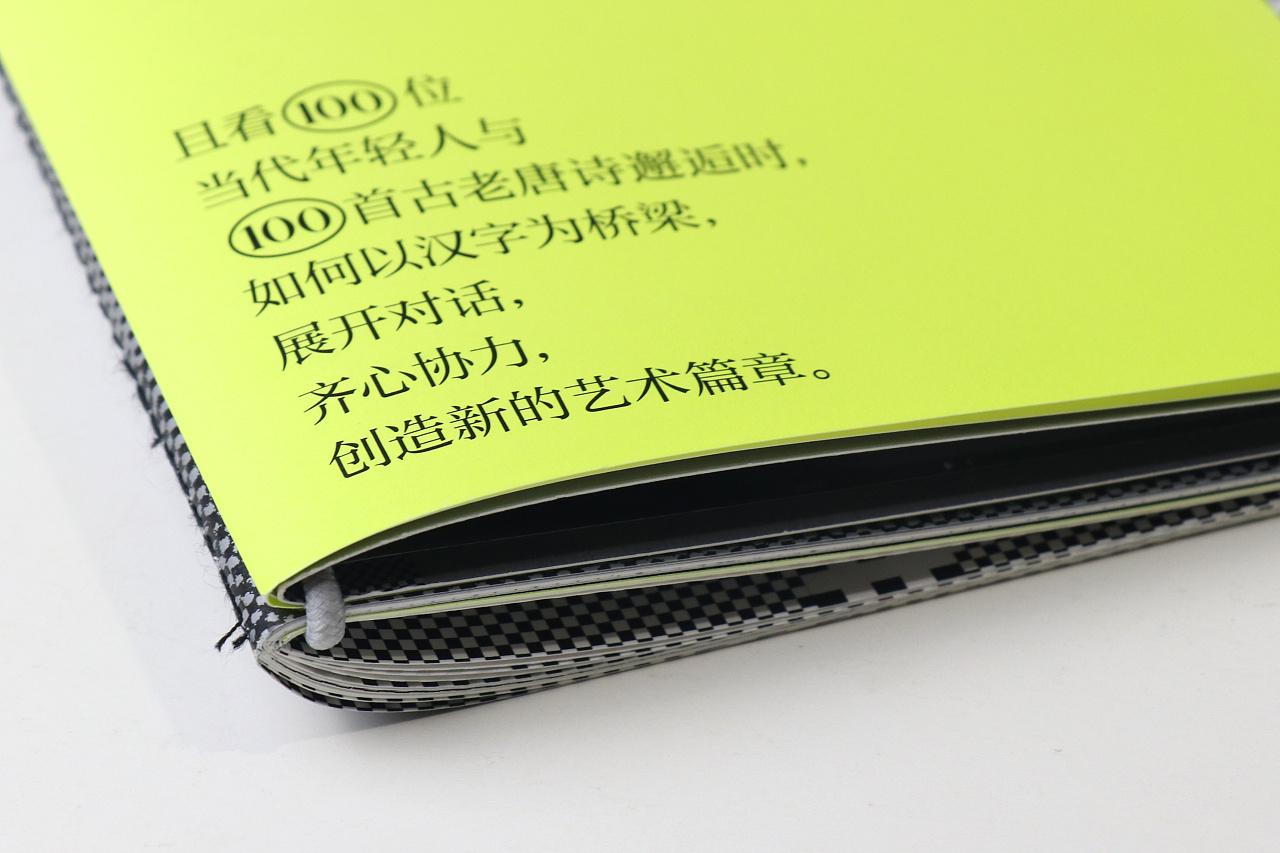 且看100位
当代年轻人与
100首古老唐诗邂逅时，
如何以汉字为桥梁，
展开对话，
齐心协力，
创造新的艺术篇章。